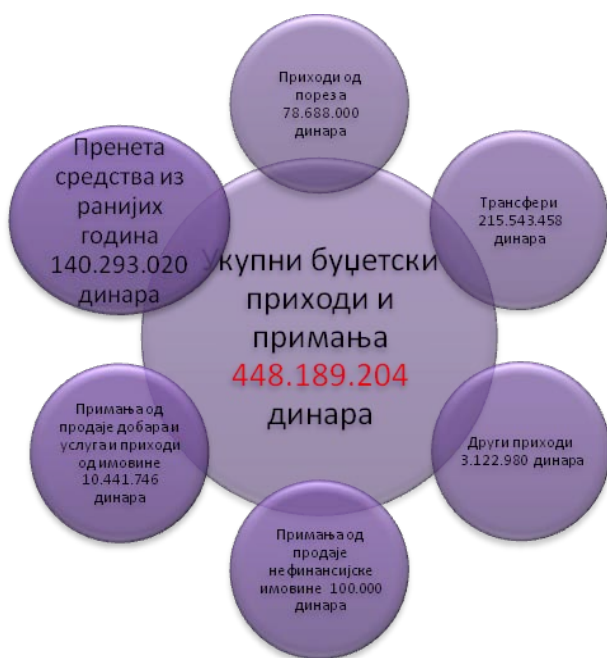 Приходи од
пореза
78.688.000
динара
Пренета
средства из
ранијих
година
140.293.020
динара
Трансфери
215.543.458
динара
Укупни буџетски
приходи и
примања
448.189.204
динара
Примања од
продаје добара и
услуга и приходи
од имовине
10.441.746
динара
Други приходи
3.122.980 динара
Примања од
продаје
нефинансијске
имовине 100.000
динара